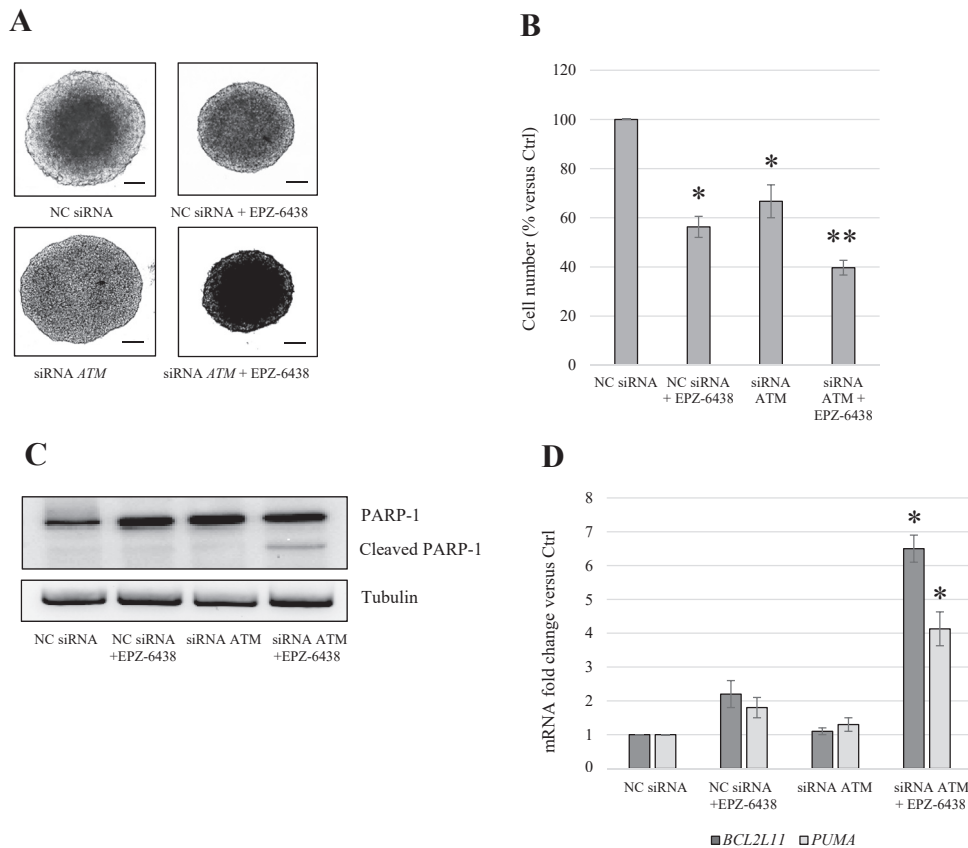 A
NC siRNA
NC siRNA + EPZ-6438
siRNA ATM
siRNA ATM + EPZ-6438
B
Cell number (% versus Ctrl)
120
100
80
60
40
20
0
*
*
**
NC siRNA
NC siRNA
+ EPZ-6438
siRNA
ATM
siRNA
ATM +
EPZ-6438
C
PARP-1
Cleaved PARP-1
Tubulin
NC siRNA
NC siRNA
+EPZ-6438
siRNA ATM
siRNA ATM
+EPZ-6438
D
mRNA fold change versus Ctrl
8
7
6
5
4
3
2
1
0
*
*
NC siRNA
NC siRNA
+EPZ-6438
siRNA ATM
siRNA ATM
+ EPZ-6438
BCL2L11
PUMA